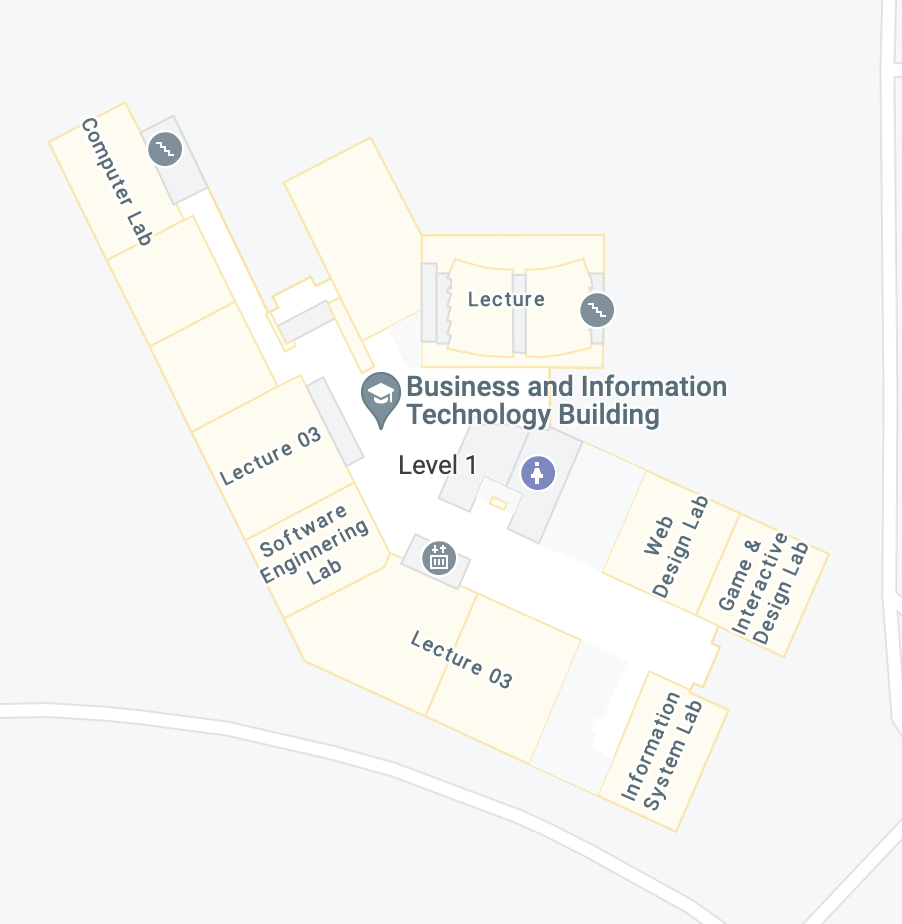 Computer Lab
Lecture
Business and Information
Technology Building
Lecture 03
Level 1
Software
Enginnering
Lab
Web
Design Lab
Game &
Interactive
Design Lab
Lecture 03
Information
System Lab